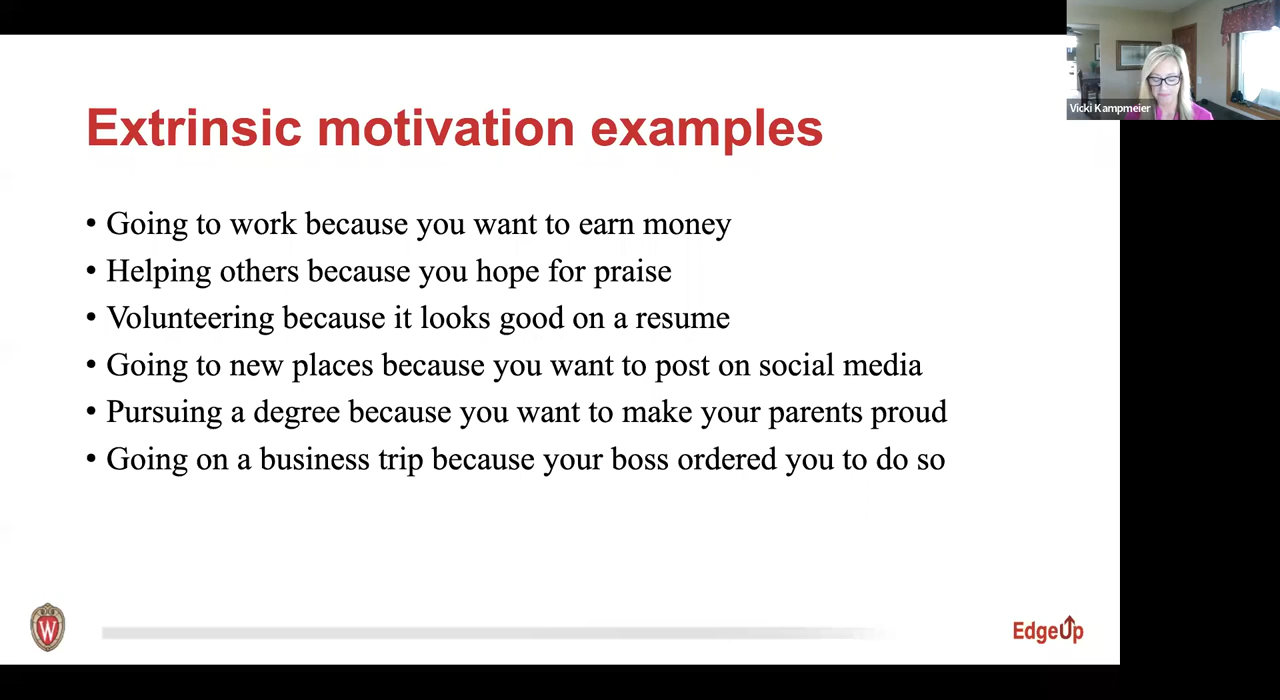 Vicki Kampmeier
Extrinsic motivation examples
• Going to work because you want to earn money
• Helping others because you hope for praise
• Volunteering because it looks good on a resume
• Going to new places because you want to post on social media
• Pursuing a degree because you want to make your parents proud
• Going on a business trip because your boss ordered you to do so
W
EdgeUp